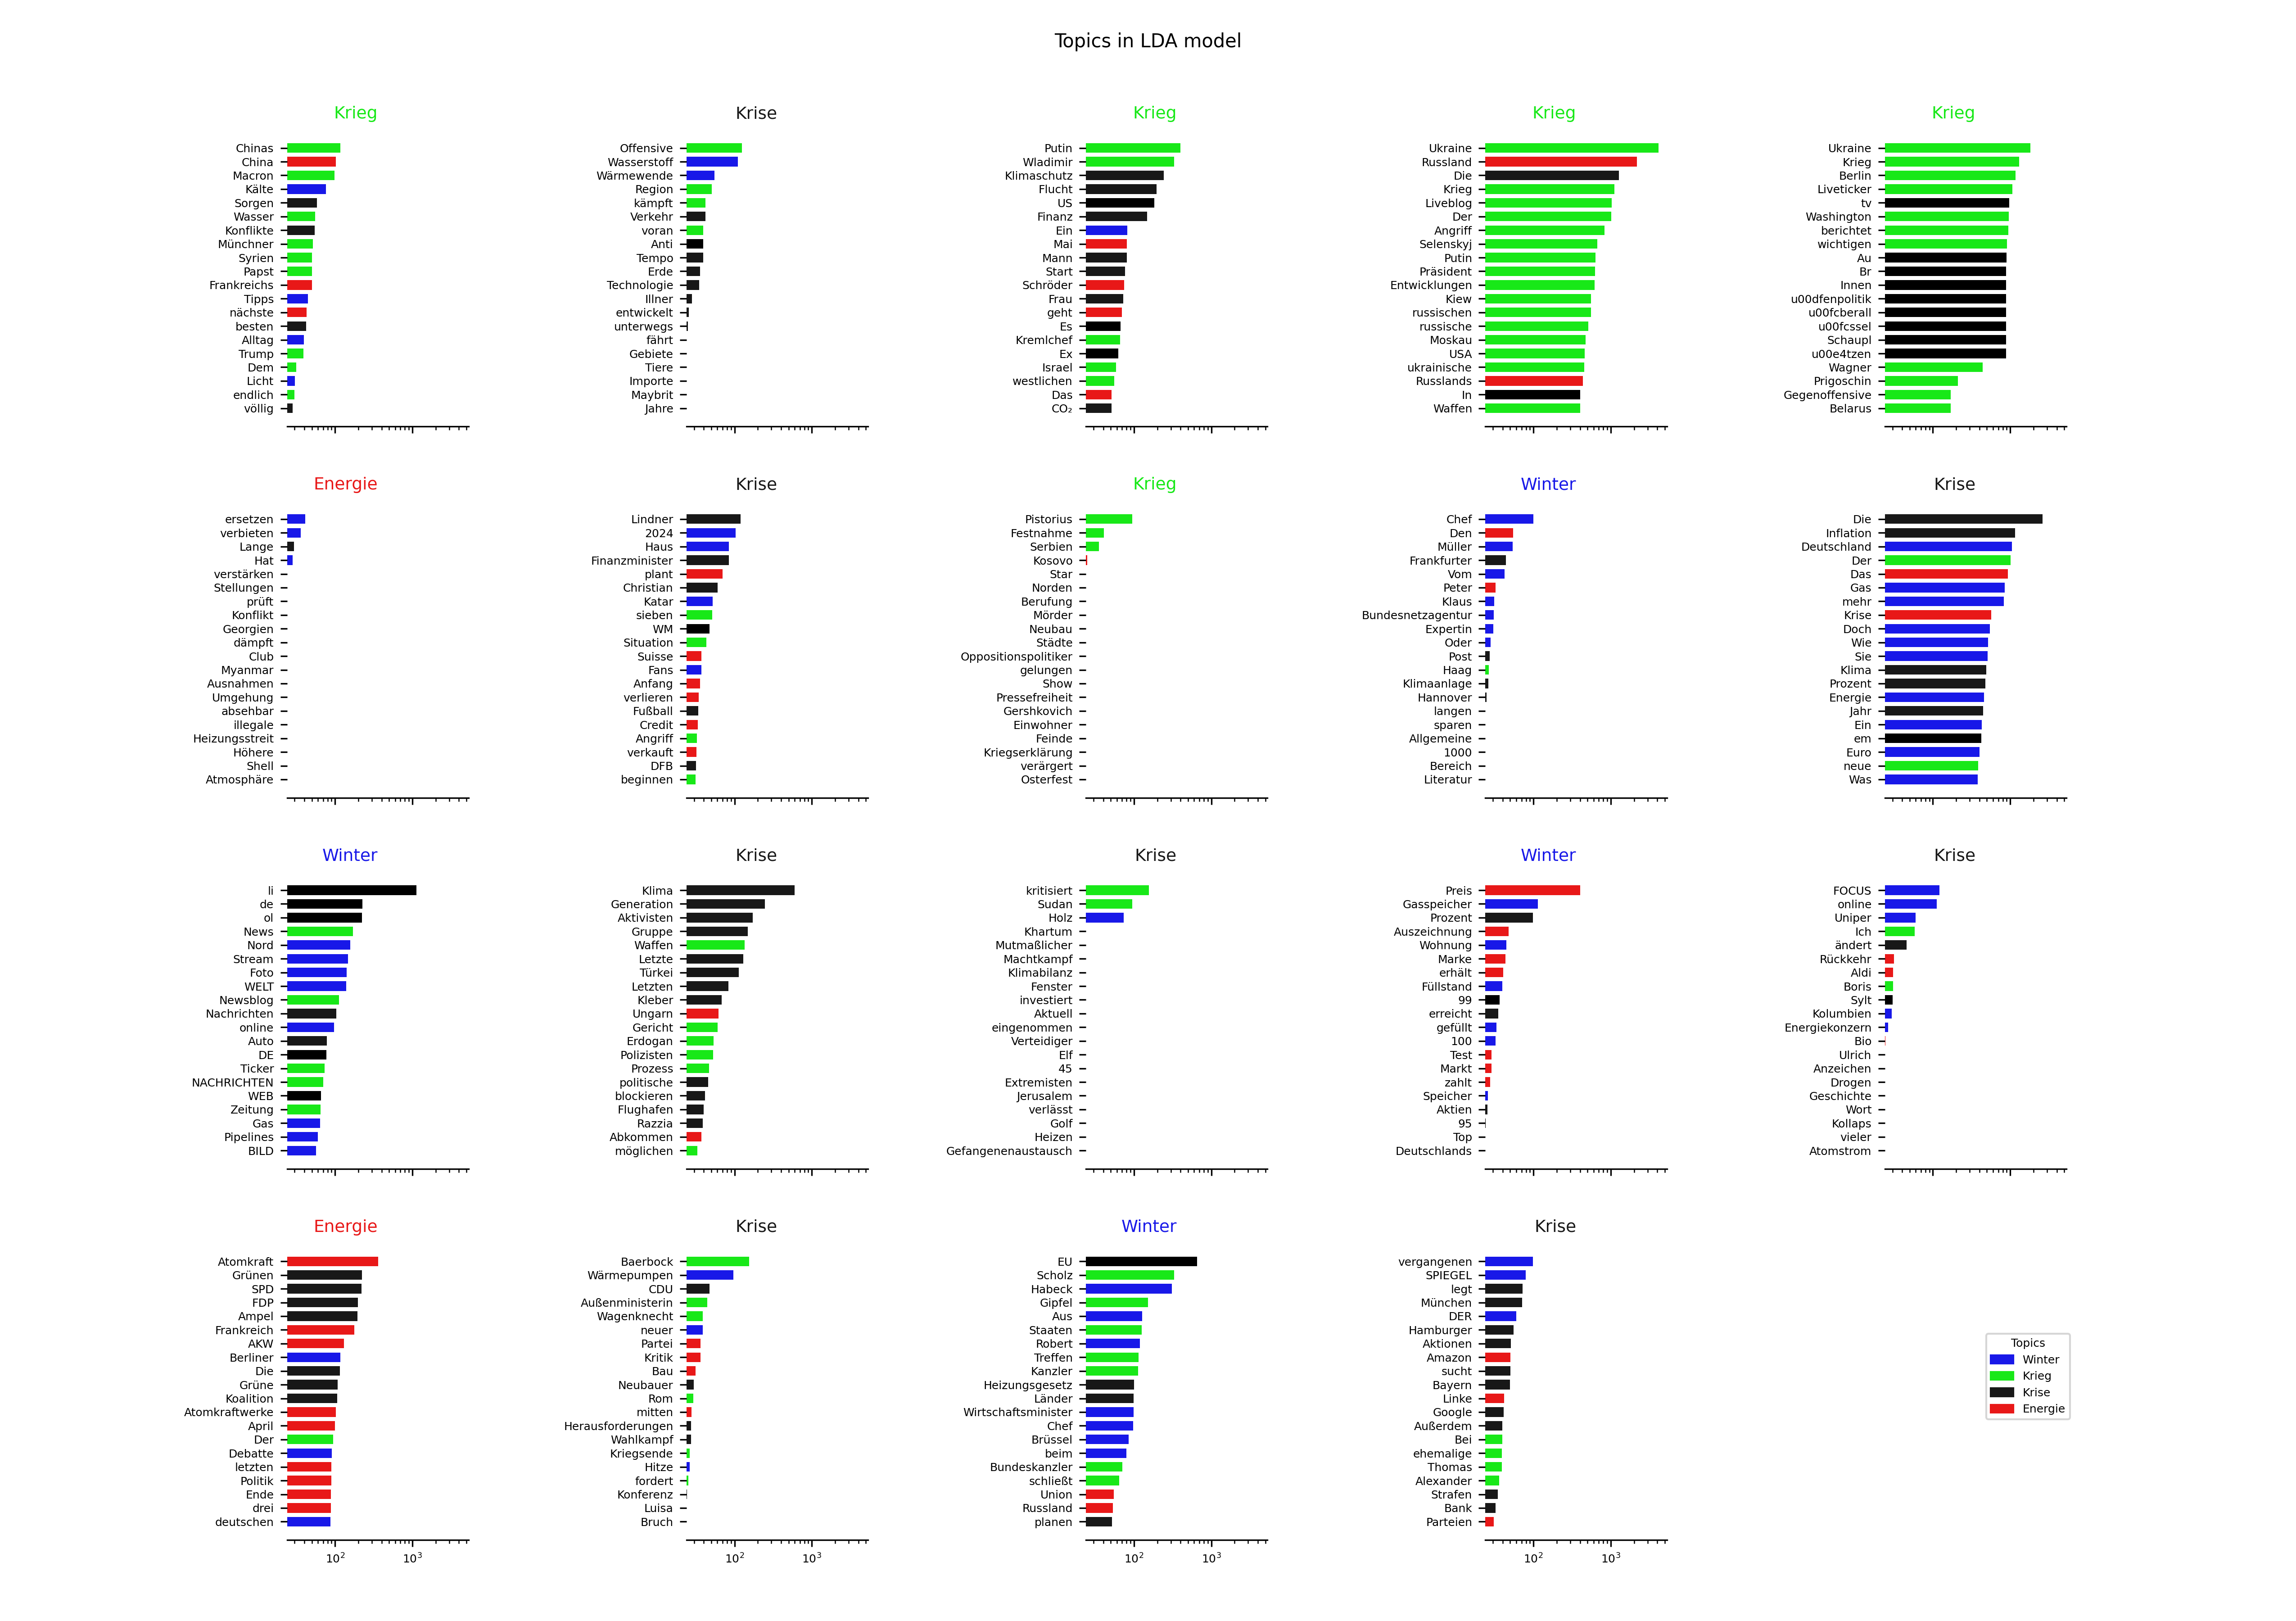 Topics in LDA model
Krieg
Chinas
China
Macron
Kälte
Sorgen
Wasser
Konflikte
Münchner
Syrien
Papst
Frankreichs
Tipps
nächste
besten
Alltag
Trump
Dem
Licht
endlich
völlig
Krise
Offensive
Wasserstoff
Wärmewende
Region
kämpft
Verkehr
voran
Anti
Tempo
Erde
Technologie
Illner
entwickelt
unterwegs
fährt
Gebiete
Tiere
Importe
Maybrit
Jahre
Krieg
Putin
Wladimir
Klimaschutz
Flucht
US
Finanz
Ein
Mai
Mann
Start
Schröder
Frau
geht
Es
Kremlchef
Ex
Israel
westlichen
Das
CO₂
Krieg
Ukraine
Russland
Die
Krieg
Liveblog
Der
Angriff
Selenskyj
Putin
Präsident
Entwicklungen
Kiew
russischen
russische
Moskau
USA
ukrainische
Russlands
In
Waffen
Krieg
Ukraine
Krieg
Berlin
Liveticker
tv
Washington
berichtet
wichtigen
Au
Br
Innen
u00dfenpolitik
u00fcberall
u00fcssel
Schaupl
u00e4tzen
Wagner
Prigoschin
Gegenoffensive
Belarus
Energie
ersetzen
verbieten
Lange
Hat
verstärken
Stellungen
prüft
Konflikt
Georgien
dämpft
Club
Myanmar
Ausnahmen
Umgehung
absehbar
illegale
Heizungsstreit
Höhere
Shell
Atmosphäre
Krise
Lindner
2024
Haus
Finanzminister
plant
Christian
Katar
sieben
WM
Situation
Suisse
Fans
Anfang
verlieren
Fußball
Credit
Angriff
verkauft
DFB
beginnen
Krieg
Pistorius
Festnahme
Serbien
Kosovo
Star
Norden
Berufung
Mörder
Neubau
Städte
Oppositionspolitiker
gelungen
Show
Pressefreiheit
Gershkovich
Einwohner
Feinde
Kriegserklärung
verärgert
Osterfest
Winter
Chef
Den
Müller
Frankfurter
Vom
Peter
Klaus
Bundesnetzagentur
Expertin
Oder
Post
Haag
Klimaanlage
Hannover
langen
sparen
Allgemeine
1000
Bereich
Literatur
Krise
Die
Inflation
Deutschland
Der
Das
Gas
mehr
Krise
Doch
Wie
Sie
Klima
Prozent
Energie
Jahr
Ein
em
Euro
neue
Was
Winter
li
de
ol
News
Nord
Stream
Foto
WELT
Newsblog
Nachrichten
online
Auto
DE
Ticker
NACHRICHTEN
WEB
Zeitung
Gas
Pipelines
BILD
Krise
Klima
Generation
Aktivisten
Gruppe
Waffen
Letzte
Türkei
Letzten
Kleber
Ungarn
Gericht
Erdogan
Polizisten
Prozess
politische
blockieren
Flughafen
Razzia
Abkommen
möglichen
Krise
kritisiert
Sudan
Holz
Khartum
Mutmaßlicher
Machtkampf
Klimabilanz
Fenster
investiert
Aktuell
eingenommen
Verteidiger
Elf
45
Extremisten
Jerusalem
verlässt
Golf
Heizen
Gefangenenaustausch
Winter
Preis
Gasspeicher
Prozent
Auszeichnung
Wohnung
Marke
erhält
Füllstand
99
erreicht
gefüllt
100
Test
Markt
zahlt
Speicher
Aktien
95
Top
Deutschlands
Krise
FOCUS
online
Uniper
Ich
ändert
Rückkehr
Aldi
Boris
Sylt
Kolumbien
Energiekonzern
Bio
Ulrich
Anzeichen
Drogen
Geschichte
Wort
Kollaps
vieler
Atomstrom
Energie
Atomkraft
Grünen
SPD
FDP
Ampel
Frankreich
AKW
Berliner
Die
Grüne
Koalition
Atomkraftwerke
April
Der
Debatte
letzten
Politik
Ende
drei
deutschen
10²
10³
Krise
Baerbock
Wärmepumpen
CDU
Außenministerin
Wagenknecht
neuer
Partei
Kritik
Bau
Neubauer
Rom
mitten
Herausforderungen
Wahlkampf
Kriegsende
Hitze
fordert
Konferenz
Luisa
Bruch
10²
10³
Winter
EU
Scholz
Habeck
Gipfel
Aus
Staaten
Robert
Treffen
Kanzler
Heizungsgesetz
Länder
Wirtschaftsminister
Chef
Brüssel
beim
Bundeskanzler
schließt
Union
Russland
planen
10²
10³
Krise
vergangenen
SPIEGEL
legt
München
DER
Hamburger
Aktionen
Amazon
sucht
Bayern
Linke
Google
Außerdem
Bei
ehemalige
Thomas
Alexander
Strafen
Bank
Parteien
10²
10³
Topics
Winter
Krieg
Krise
Energie